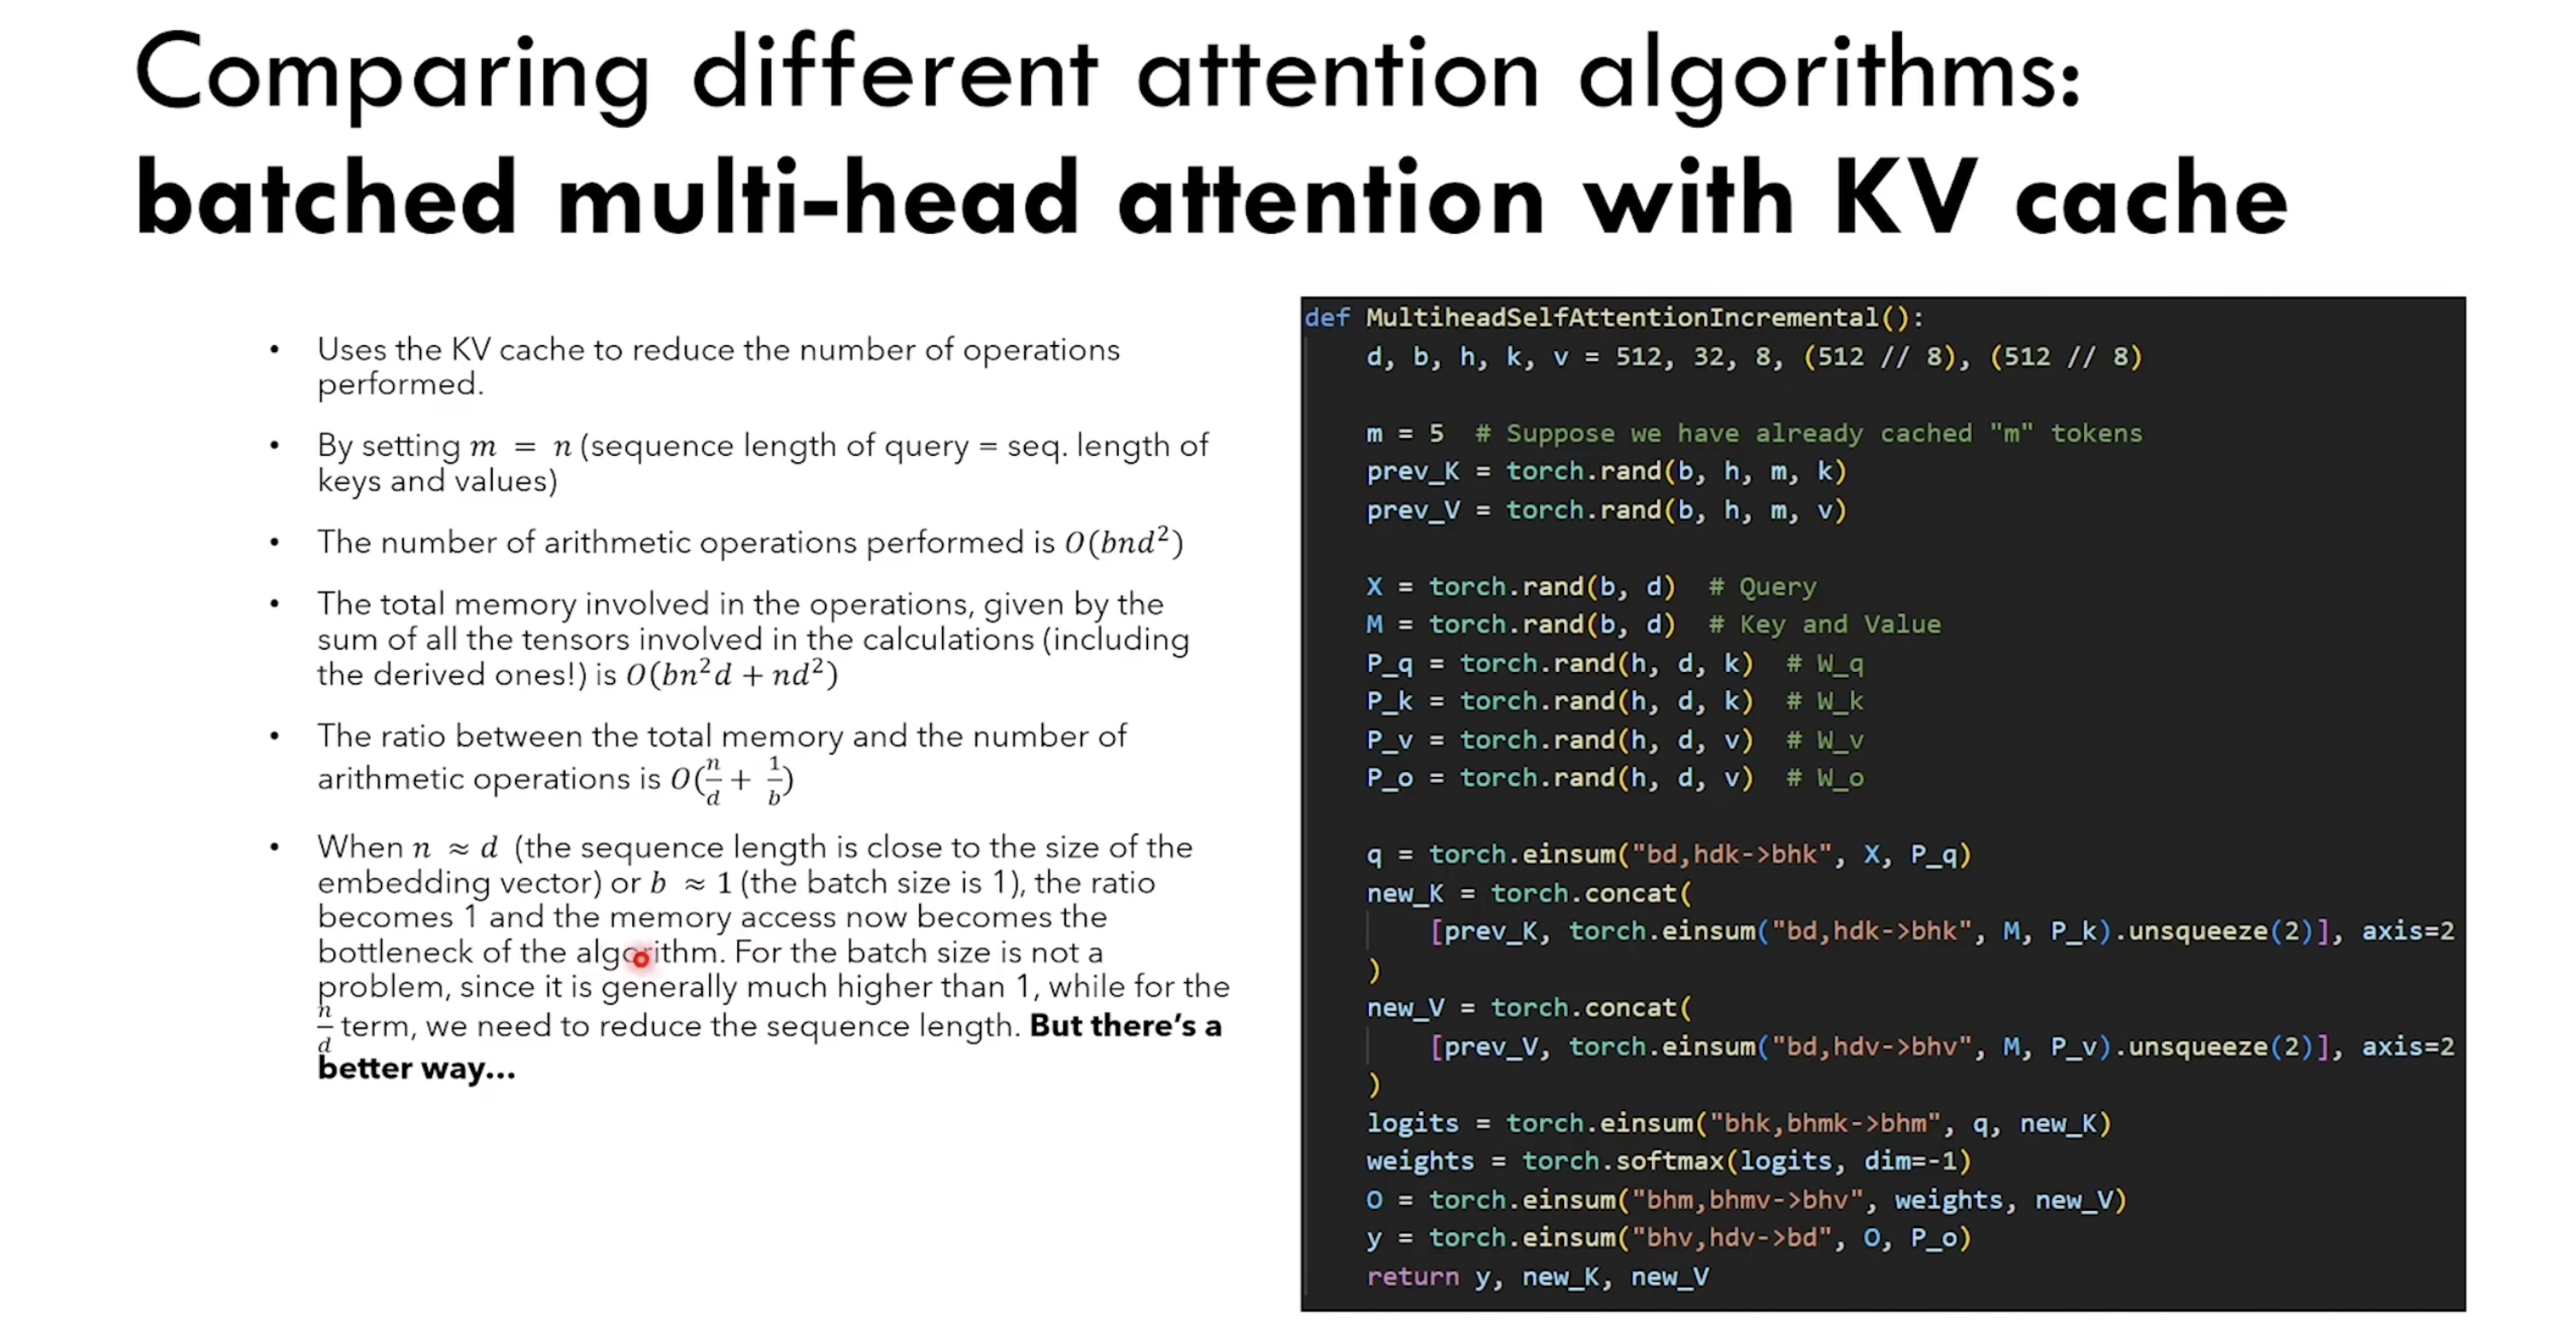 Comparing different attention algorithms:
batched multi-head attention with KV cache
• Uses the KV cache to reduce the number of operations
performed.
• By setting m = n (sequence length of query = seq. length of
keys and values)
• The number of arithmetic operations performed is O(bnd²)
• The total memory involved in the operations, given by the
sum of all the tensors involved in the calculations (including
the derived ones!) is O(bn²d + nd²)
• The ratio between the total memory and the number of
arithmetic operations is O(n/d + 1/b)
• When n ≈ d (the sequence length is close to the size of the
embedding vector) or b ≈ 1 (the batch size is 1), the ratio
becomes 1 and the memory access now becomes the
bottleneck of the algorithm. For the batch size is not a
problem, since it is generally much higher than 1, while for the
n/d term, we need to reduce the sequence length. But there's a
better way...
def MultiheadSelfAttentionIncremental():
    d, b, h, k, v = 512, 32, 8, (512 // 8), (512 // 8)
    m = 5  # Suppose we have already cached "m" tokens
    prev_K = torch.rand(b, h, m, k)
    prev_V = torch.rand(b, h, m, v)
    X = torch.rand(b, d)  # Query
    M = torch.rand(b, d)  # Key and Value
    P_q = torch.rand(h, d, k)  # W_q
    P_k = torch.rand(h, d, k)  # W_k
    P_v = torch.rand(h, d, v)  # W_v
    P_o = torch.rand(h, d, v)  # W_o
    q = torch.einsum("bd,hdk->bhk", X, P_q)
    new_K = torch.concat(
        [prev_K, torch.einsum("bd,hdk->bhk", M, P_k).unsqueeze(2)], axis=2
    )
    new_V = torch.concat(
        [prev_V, torch.einsum("bd,hdv->bhv", M, P_v).unsqueeze(2)], axis=2
    )
    logits = torch.einsum("bhk,bhmk->bhm", q, new_K)
    weights = torch.softmax(logits, dim=-1)
    O = torch.einsum("bhm,bhmv->bhv", weights, new_V)
    y = torch.einsum("bhv,hdv->bd", O, P_o)
    return y, new_K, new_V